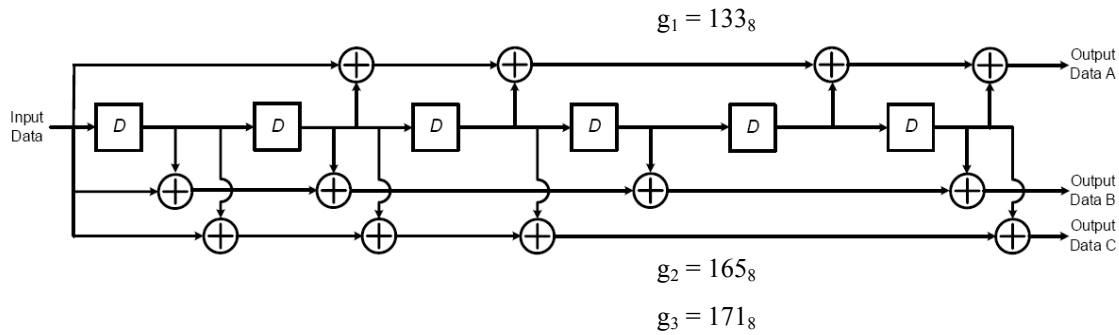 g₁ = 133₈
Output
Data A
Input
Data
D D D D D D
Output
Data B
Output
Data C
g₂ = 165₈
g₃ = 171₈